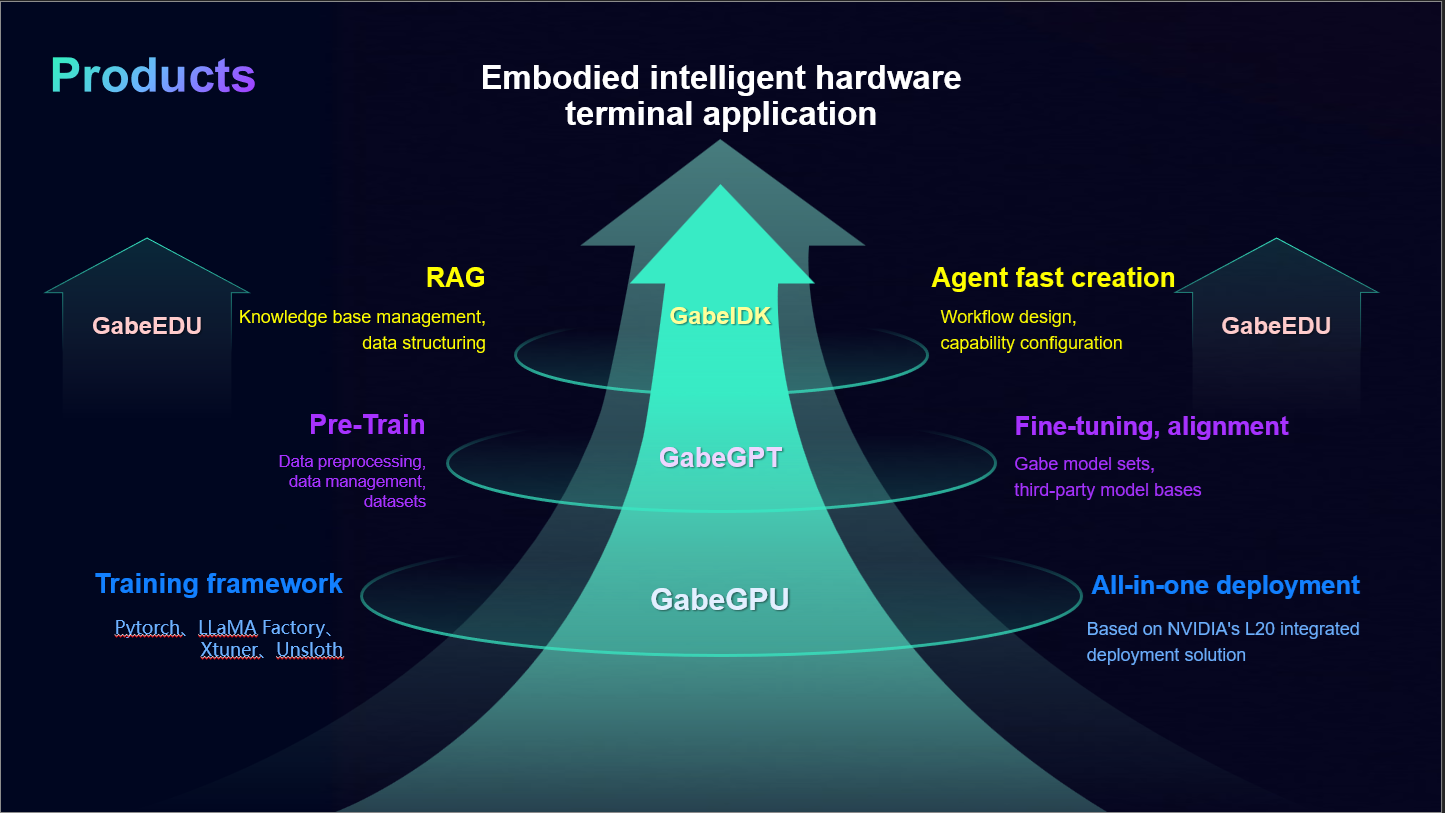 Products
Embodied intelligent hardware
terminal application
GabeEDU
RAG
Knowledge base management,
data structuring
GabeIDK
Agent fast creation
Workflow design,
capability configuration
GabeEDU
Pre-Train
Data preprocessing,
data management,
datasets
GabeGPT
Fine-tuning, alignment
Gabe model sets,
third-party model bases
Training framework
Pytorch、LLaMA Factory、
Xtuner、Unsloth
GabeGPU
All-in-one deployment
Based on NVIDIA's L20 integrated
deployment solution